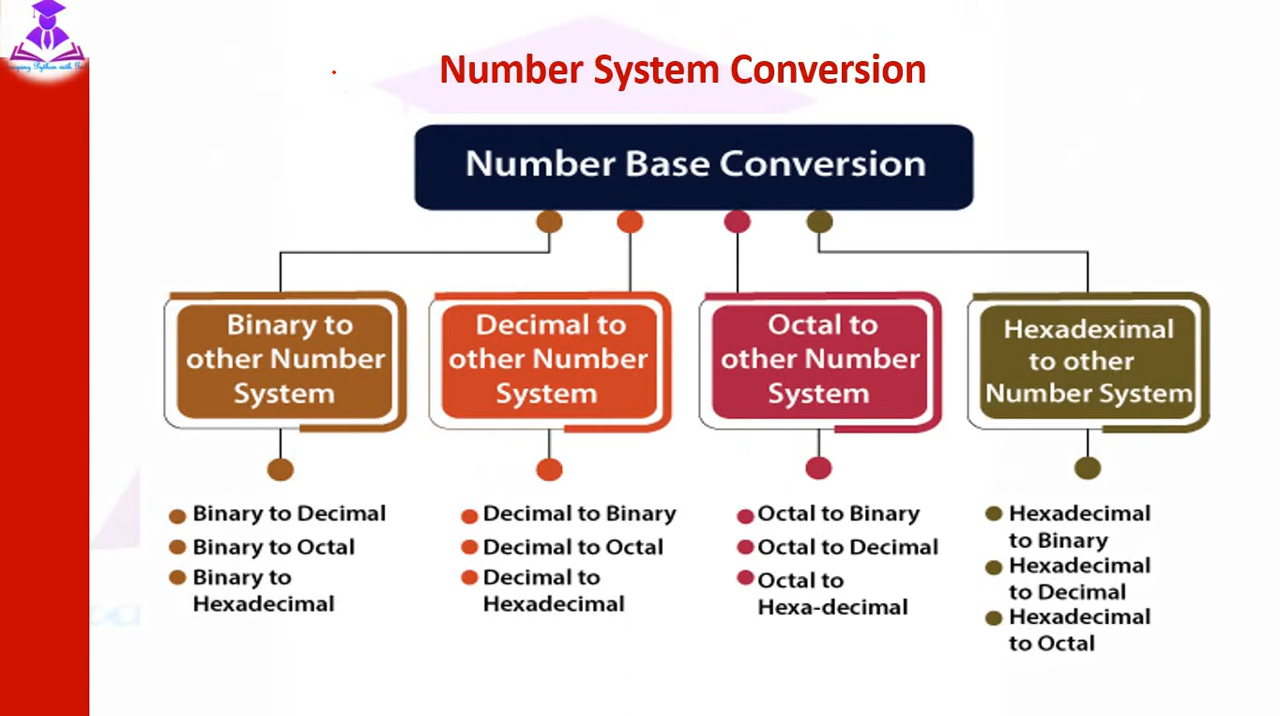 Number System Conversion
Number Base Conversion
Binary to
other Number
System
Decimal to
other Number
System
Octal to
other Number
System
Hexadeximal
to other
Number System
Binary to Decimal
Binary to Octal
Binary to
Hexadecimal
Decimal to Binary
Decimal to Octal
Decimal to
Hexadecimal
Octal to Binary
Octal to Decimal
Octal to
Hexa-decimal
Hexadecimal
to Binary
Hexadecimal
to Decimal
Hexadecimal
to Octal